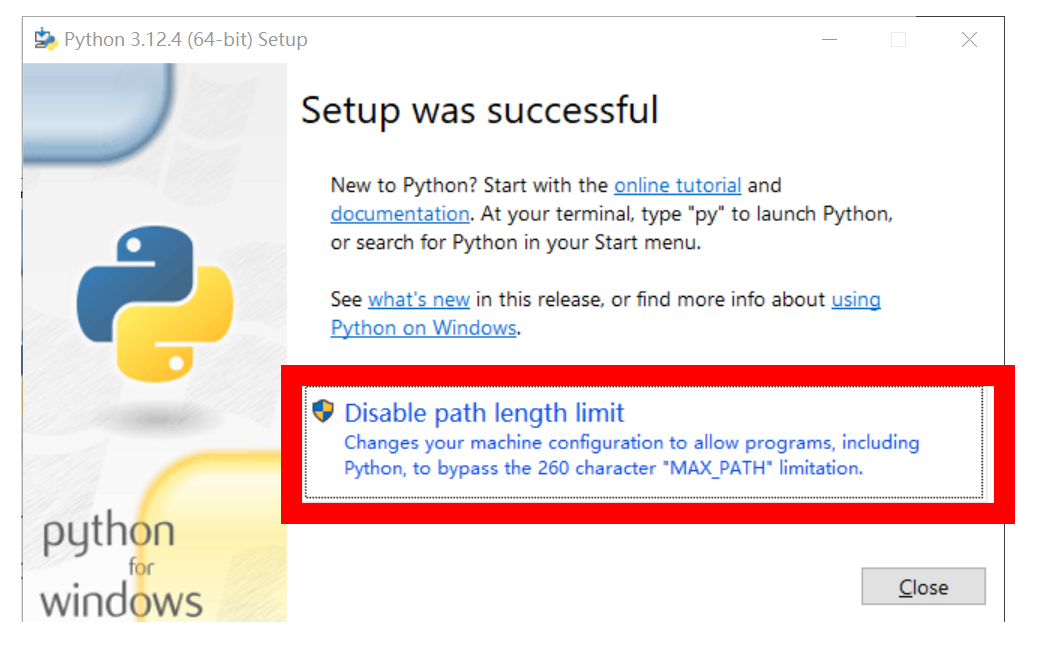 Python 3.12.4 (64-bit) Setup
Setup was successful
New to Python? Start with the online tutorial and
documentation. At your terminal, type "py" to launch Python,
or search for Python in your Start menu.
See what's new in this release, or find more info about using
Python on Windows.
Disable path length limit
Changes your machine configuration to allow programs, including
Python, to bypass the 260 character "MAX_PATH" limitation.
python
for
windows
Close